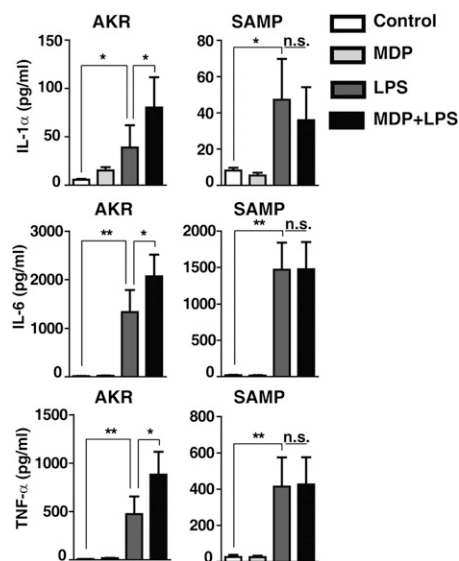 AKR
SAMP
Control
MDP
LPS
MDP+LPS
IL-1α (pg/ml)
150
100
50
0
* *
80
60
40
20
0
* n.s.
AKR
SAMP
IL-6 (pg/ml)
3000
2000
1000
0
** *
2000
1500
1000
500
0
** n.s.
AKR
SAMP
TNF-α (pg/ml)
1500
1000
500
0
** *
800
600
400
200
0
** n.s.